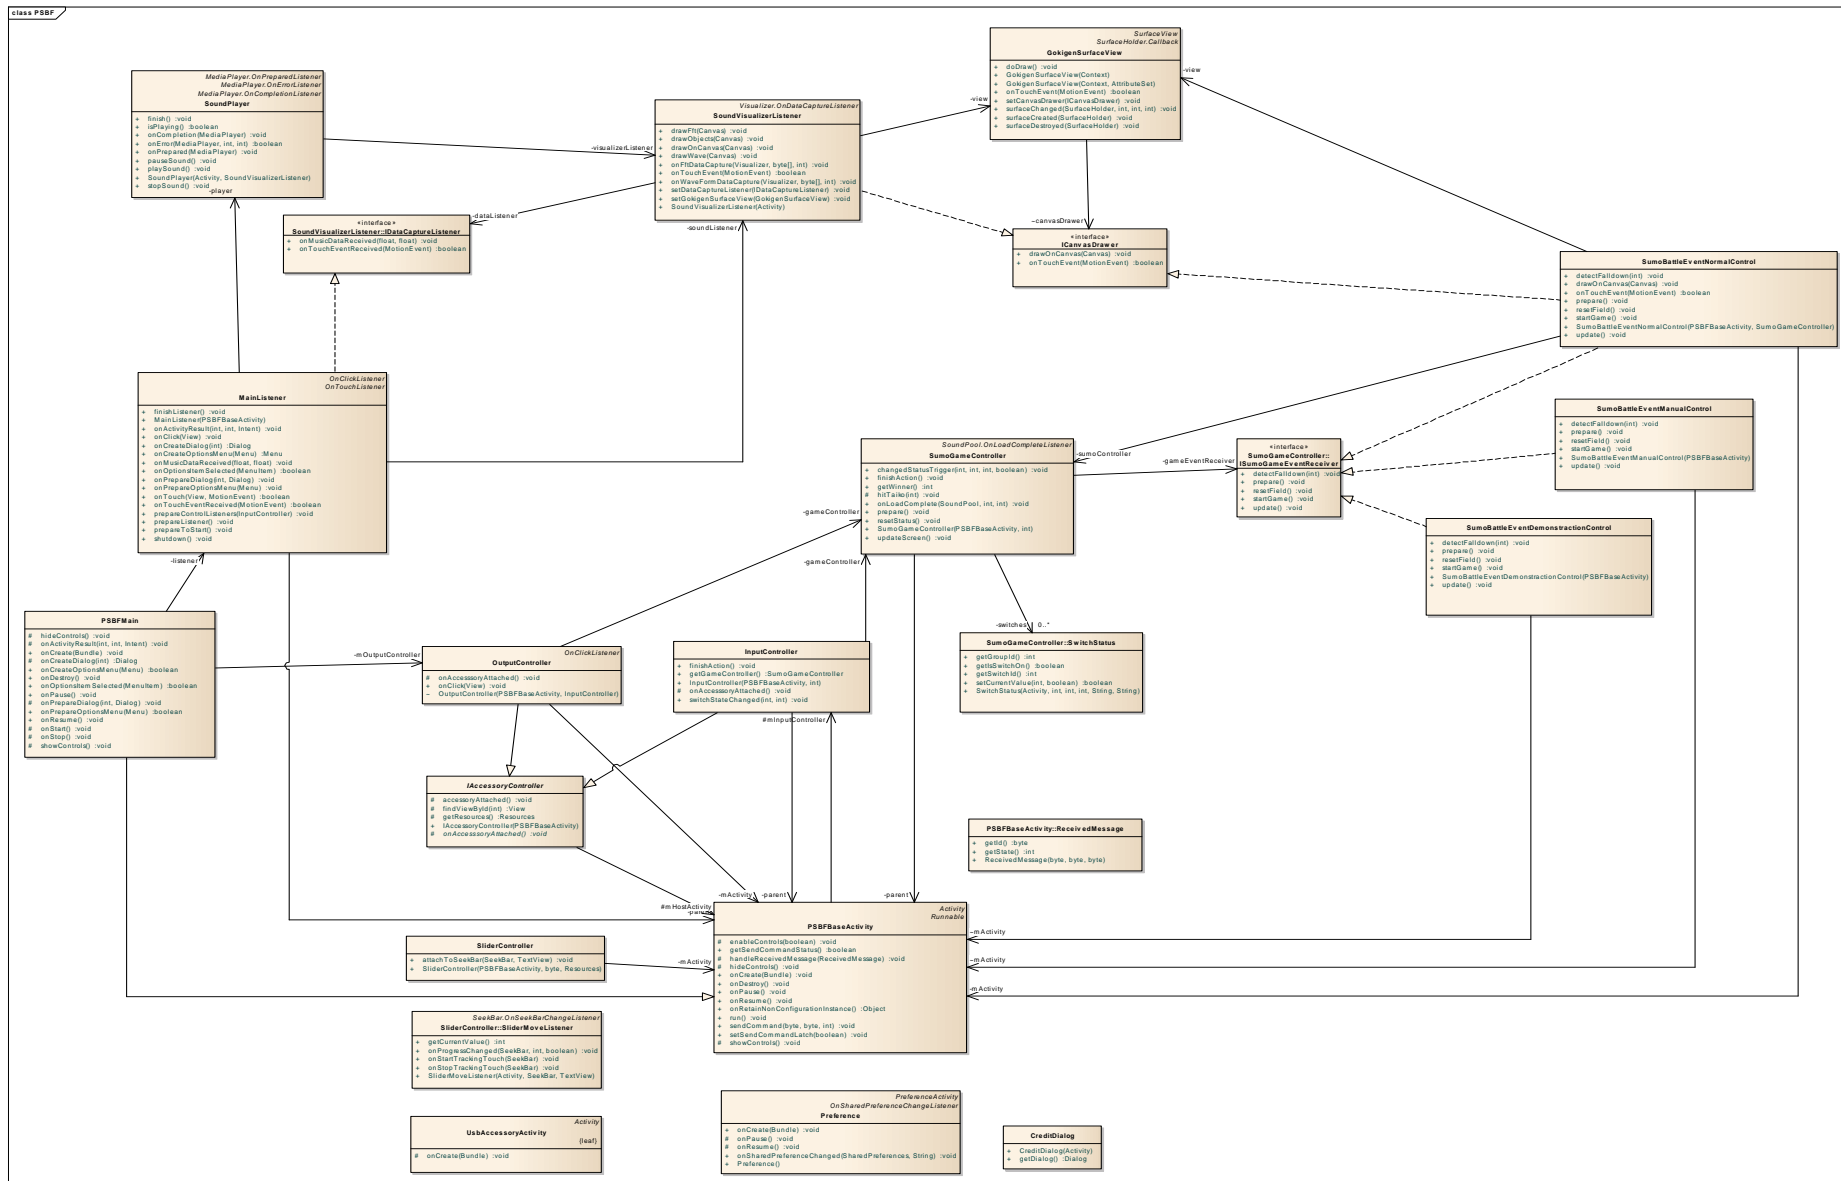 class PSBF
SurfaceView
SurfaceHolder.Callback
GokigenSurfaceView
+ doDraw() :void
+ GokigenSurfaceView(Context)
+ GokigenSurfaceView(Context, AttributeSet)
+ onTouchEvent(MotionEvent) :boolean
+ setCanvasDrawer(ICanvasDrawer) :void
+ surfaceChanged(SurfaceHolder, int, int, int) :void
+ surfaceCreated(SurfaceHolder) :void
+ surfaceDestroyed(SurfaceHolder) :void
-view
-view
MediaPlayer.OnPreparedListener
MediaPlayer.OnErrorListener
MediaPlayer.OnCompletionListener
SoundPlayer
+ finish() :void
+ isPlaying() :boolean
+ onCompletion(MediaPlayer) :void
+ onError(MediaPlayer, int, int) :boolean
+ onPrepared(MediaPlayer) :void
+ pauseSound() :void
+ playSound() :void
+ SoundPlayer(Activity, SoundVisualizerListener)
+ stopSound() :void
-player
-visualizerListener
Visualizer.OnDataCaptureListener
SoundVisualizerListener
+ drawFft(Canvas) :void
+ drawObjects(Canvas) :void
+ drawOnCanvas(Canvas) :void
+ drawWave(Canvas) :void
+ onFftDataCapture(Visualizer, byte[], int) :void
+ onTouchEvent(MotionEvent) :boolean
+ onWaveFormDataCapture(Visualizer, byte[], int) :void
+ setDataCaptureListener(IDataCaptureListener) :void
+ setGokigenSurfaceView(GokigenSurfaceView) :void
+ SoundVisualizerListener(Activity)
-dataListener
-soundListener
«interface»
SoundVisualizerListener::IDataCaptureListener
+ onMusicDataReceived(float, float) :void
+ onTouchEventReceived(MotionEvent) :boolean
~canvasDrawer
«interface»
ICanvasDrawer
+ drawOnCanvas(Canvas) :void
+ onTouchEvent(MotionEvent) :boolean
SumoBattleEventNormalControl
+ detectFalldown(int) :void
+ drawOnCanvas(Canvas) :void
+ onTouchEvent(MotionEvent) :boolean
+ prepare() :void
+ resetField() :void
+ startGame() :void
+ SumoBattleEventNormalControl(PSBFBaseActivity, SumoGameController)
+ update() :void
OnClickListener
OnTouchListener
MainListener
+ finishListener() :void
+ MainListener(PSBFBaseActivity)
+ onActivityResult(int, int, Intent) :void
+ onClick(View) :void
+ onCreateDialog(int) :Dialog
+ onCreateOptionsMenu(Menu) :Menu
+ onMusicDataReceived(float, float) :void
+ onOptionsItemSelected(MenuItem) :boolean
+ onPrepareDialog(int, Dialog) :void
+ onPrepareOptionsMenu(Menu) :void
+ onTouch(View, MotionEvent) :boolean
+ onTouchEventReceived(MotionEvent) :boolean
+ prepareControlListeners(InputController) :void
+ prepareListener() :void
+ prepareToStart() :void
+ shutdown() :void
-listener
SoundPool.OnLoadCompleteListener
SumoGameController
+ changedStatusTrigger(int, int, int, boolean) :void
+ finishAction() :void
+ getWinner() :int
# hitTaiko(int) :void
+ onLoadComplete(SoundPool, int, int) :void
+ prepare() :void
+ resetStatus() :void
+ SumoGameController(PSBFBaseActivity, int)
+ updateScreen() :void
-sumoController
-gameEventReceiver
-gameController
-gameController
«interface»
SumoGameController::
ISumoGameEventReceiver
+ detectFalldown(int) :void
+ prepare() :void
+ resetField() :void
+ startGame() :void
+ update() :void
SumoBattleEventManualControl
+ detectFalldown(int) :void
+ prepare() :void
+ resetField() :void
+ startGame() :void
+ SumoBattleEventManualControl(PSBFBaseActivity)
+ update() :void
SumoBattleEventDemonstractionControl
+ detectFalldown(int) :void
+ prepare() :void
+ resetField() :void
+ startGame() :void
+ SumoBattleEventDemonstractionControl(PSBFBaseActivity)
+ update() :void
PSBFMain
# hideControls() :void
# onActivityResult(int, int, Intent) :void
+ onCreate(Bundle) :void
# onCreateDialog(int) :Dialog
+ onCreateOptionsMenu(Menu) :boolean
+ onDestroy() :void
+ onOptionsItemSelected(MenuItem) :boolean
+ onPause() :void
# onPrepareDialog(int, Dialog) :void
+ onPrepareOptionsMenu(Menu) :boolean
+ onResume() :void
# onStart() :void
# onStop() :void
# showControls() :void
-mOutputController
OnClickListener
OutputController
# onAccesssoryAttached() :void
+ onClick(View) :void
~ OutputController(PSBFBaseActivity, InputController)
InputController
+ finishAction() :void
+ getGameController() :SumoGameController
+ InputController(PSBFBaseActivity, int)
# onAccesssoryAttached() :void
+ switchStateChanged(int, int) :void
#mInputController
-switches 0..*
SumoGameController::SwitchStatus
+ getGroupId() :int
+ getIsSwitchOn() :boolean
+ getSwitchId() :int
+ setCurrentValue(int, boolean) :boolean
+ SwitchStatus(Activity, int, int, int, String, String)
IAccessoryController
# accessoryAttached() :void
# findViewById(int) :View
# getResources() :Resources
+ IAccessoryController(PSBFBaseActivity)
# onAccesssoryAttached() :void
PSBFBaseActivity::ReceivedMessage
+ getId() :byte
+ getState() :int
+ ReceivedMessage(byte, byte, byte)
-mActivity
-parent
-parent
#mHostActivity
-parent
Activity
Runnable
PSBFBaseActivity
# enableControls(boolean) :void
+ getSendCommandStatus() :boolean
# handleReceivedMessage(ReceivedMessage) :void
# hideControls() :void
+ onCreate(Bundle) :void
+ onDestroy() :void
+ onPause() :void
+ onResume() :void
+ onRetainNonConfigurationInstance() :Object
+ run() :void
+ sendCommand(byte, byte, int) :void
+ setSendCommandLatch(boolean) :void
# showControls() :void
~mActivity
~mActivity
-mActivity
SliderController
+ attachToSeekBar(SeekBar, TextView) :void
+ SliderController(PSBFBaseActivity, byte, Resources)
-mActivity
SeekBar.OnSeekBarChangeListener
SliderController::SliderMoveListener
+ getCurrentValue() :int
+ onProgressChanged(SeekBar, int, boolean) :void
+ onStartTrackingTouch(SeekBar) :void
+ onStopTrackingTouch(SeekBar) :void
+ SliderMoveListener(Activity, SeekBar, TextView)
Activity
UsbAccessoryActivity
{leaf}
# onCreate(Bundle) :void
PreferenceActivity
OnSharedPreferenceChangeListener
Preference
+ onCreate(Bundle) :void
# onPause() :void
# onResume() :void
+ onSharedPreferenceChanged(SharedPreferences, String) :void
+ Preference()
CreditDialog
+ CreditDialog(Activity)
+ getDialog() :Dialog